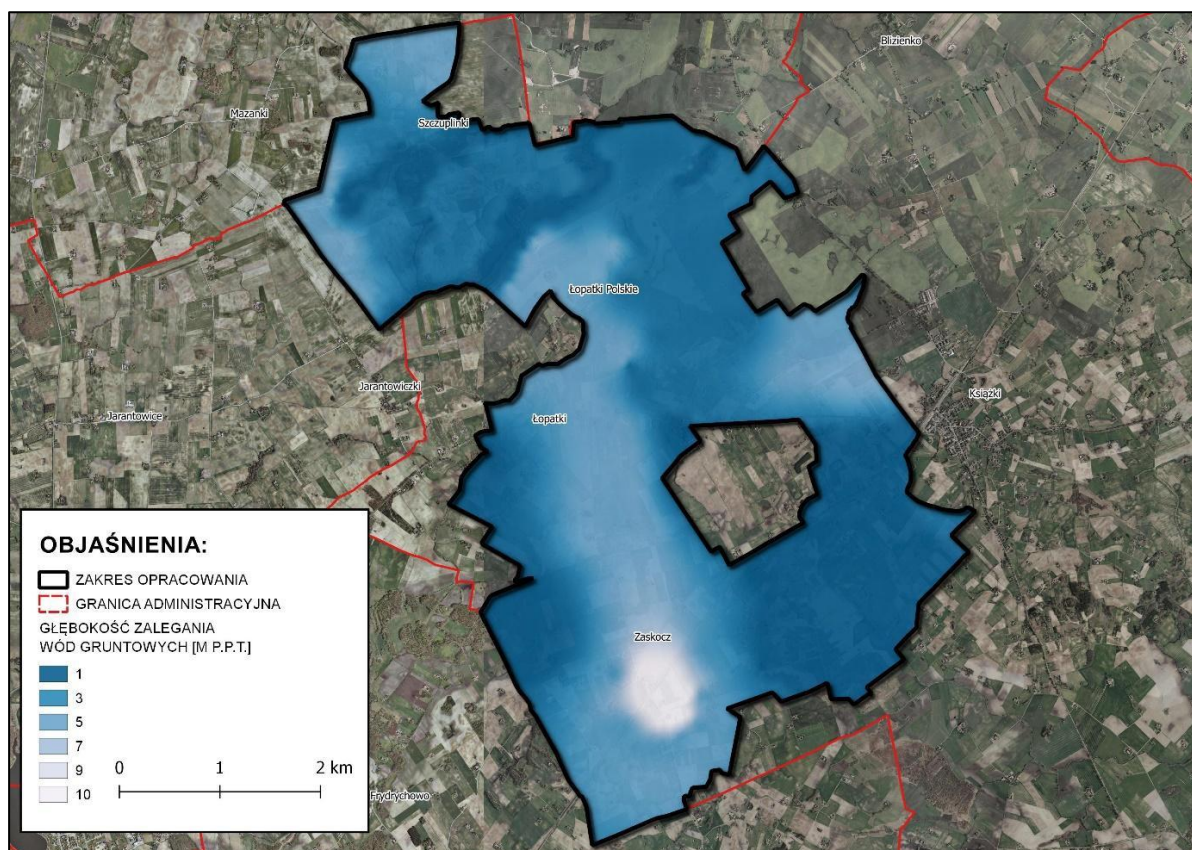 Blizienko
Mazanki
Szczuplinki
Łopatki Polskie
Jarantowiczki
Książki
Jarantowice
Łopatki
OBJAŚNIENIA:
ZAKRES OPRACOWANIA
GRANICA ADMINISTRACYJNA
GŁĘBOKOŚĆ ZALEGANIA
WÓD GRUNTOWYCH [M P.P.T.]
1
3
5
7
9
10
0 1 2 km
Zaskocz
Frydrychowo